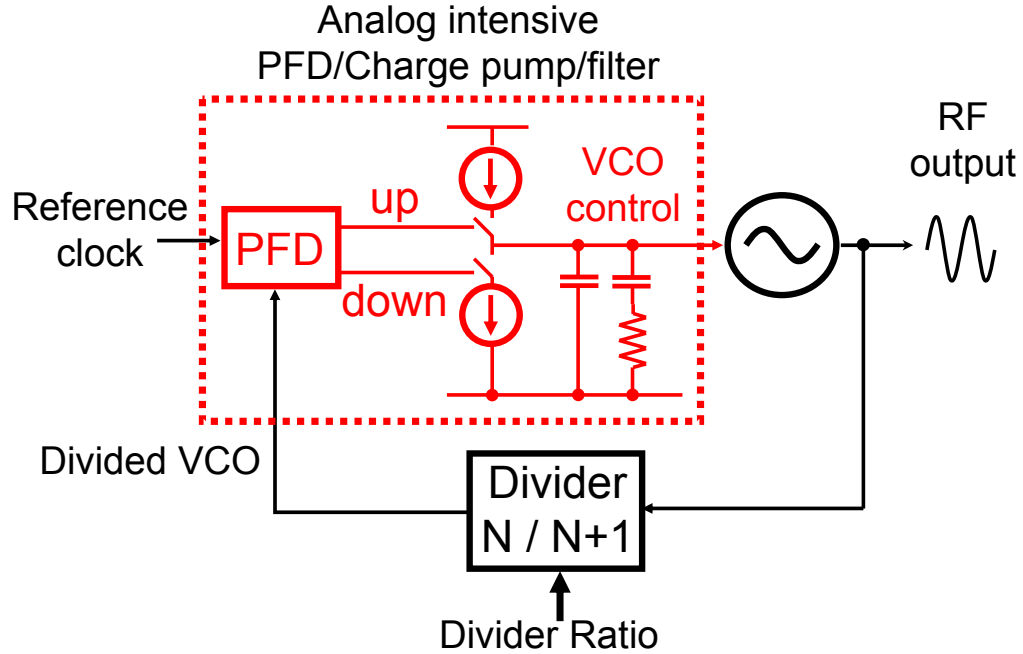 Analog intensive
PFD/Charge pump/filter
RF
output
VCO
control
up
Reference
clock
PFD
down
Divided VCO
Divider
N / N+1
Divider Ratio